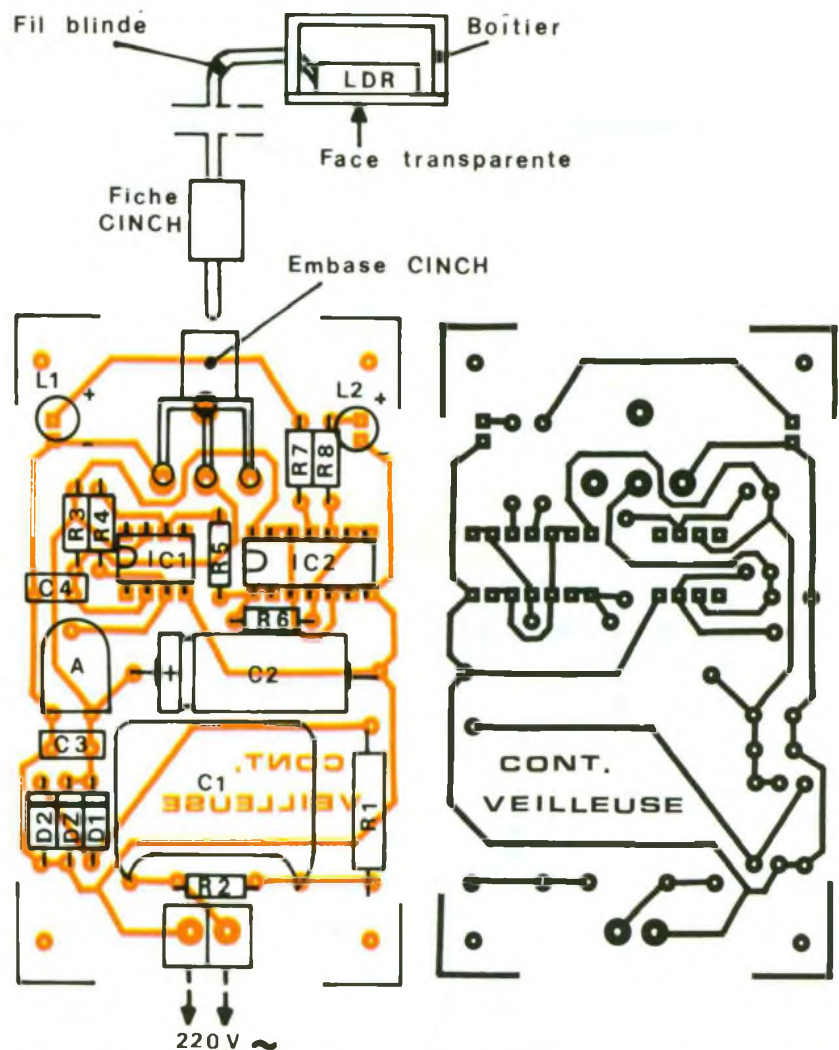 Fil blinde
Boîtier
LDR
Face transparente
Fiche
CINCH
Embase CINCH
L1
+
-
L2
+
-
R7
R8
R3
R4
IC1
R5
IC2
C4
R6
A
+
C2
C3
C1
CONT.
VEILLEUSE
R1
D2
DZ
D1
R2
220 V ~
CONT.
VEILLEUSE